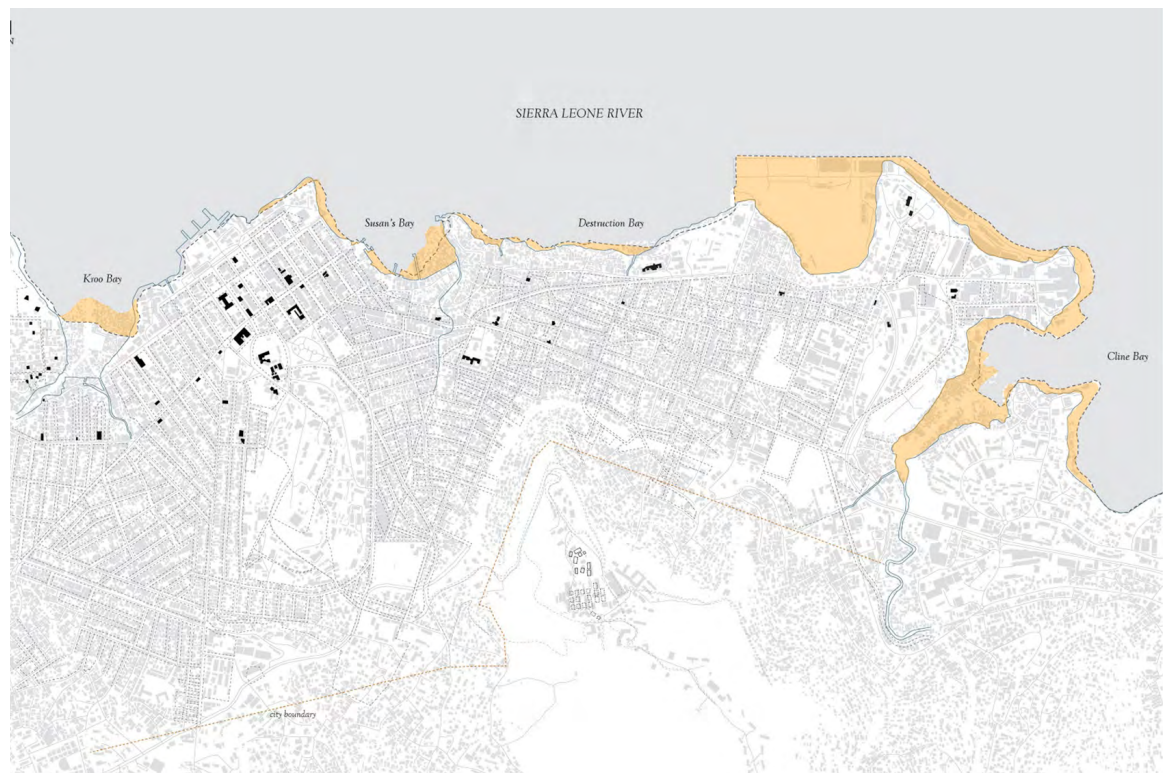 N
SIERRA LEONE RIVER
Susan's Bay
Destruction Bay
Kroo Bay
Cline Bay
city boundary